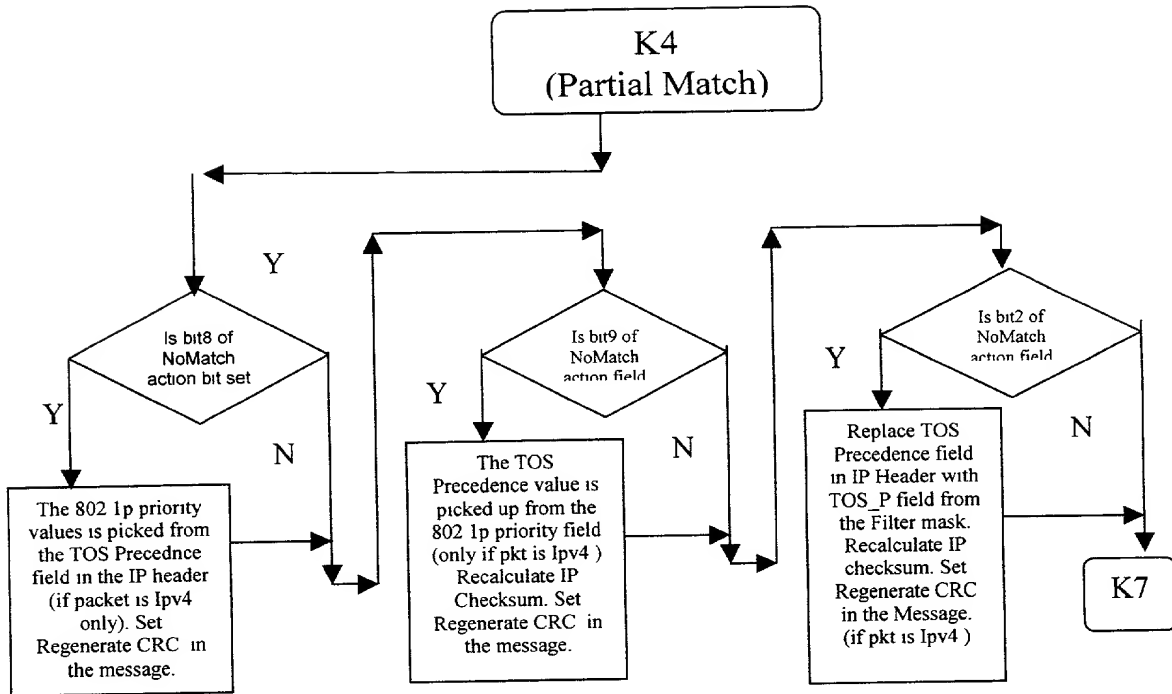 K4
(Partial Match)
Y
Is bit8 of
NoMatch
action bit set
Y
N
The 802 1p priority
values is picked from
the TOS Precednce
field in the IP header
(if packet is Ipv4
only). Set
Regenerate CRC in
the message.
Is bit9 of
NoMatch
action field
Y
N
The TOS
Precedence value is
picked up from the
802 1p priority field
(only if pkt is Ipv4 )
Recalculate IP
Checksum. Set
Regenerate CRC in
the message.
Is bit2 of
NoMatch
action field
Y
N
Replace TOS
Precedence field
in IP Header with
TOS_P field from
the Filter mask.
Recalculate IP
checksum. Set
Regenerate CRC
in the Message.
(if pkt is Ipv4 )
K7